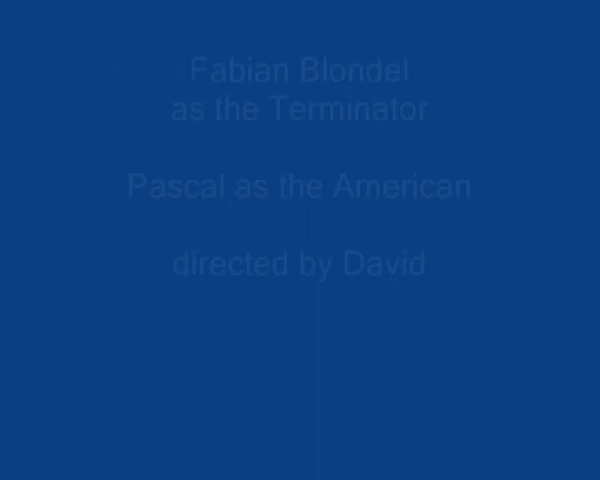 Fabian Blondel
as the Terminator
Pascal as the American
directed by David